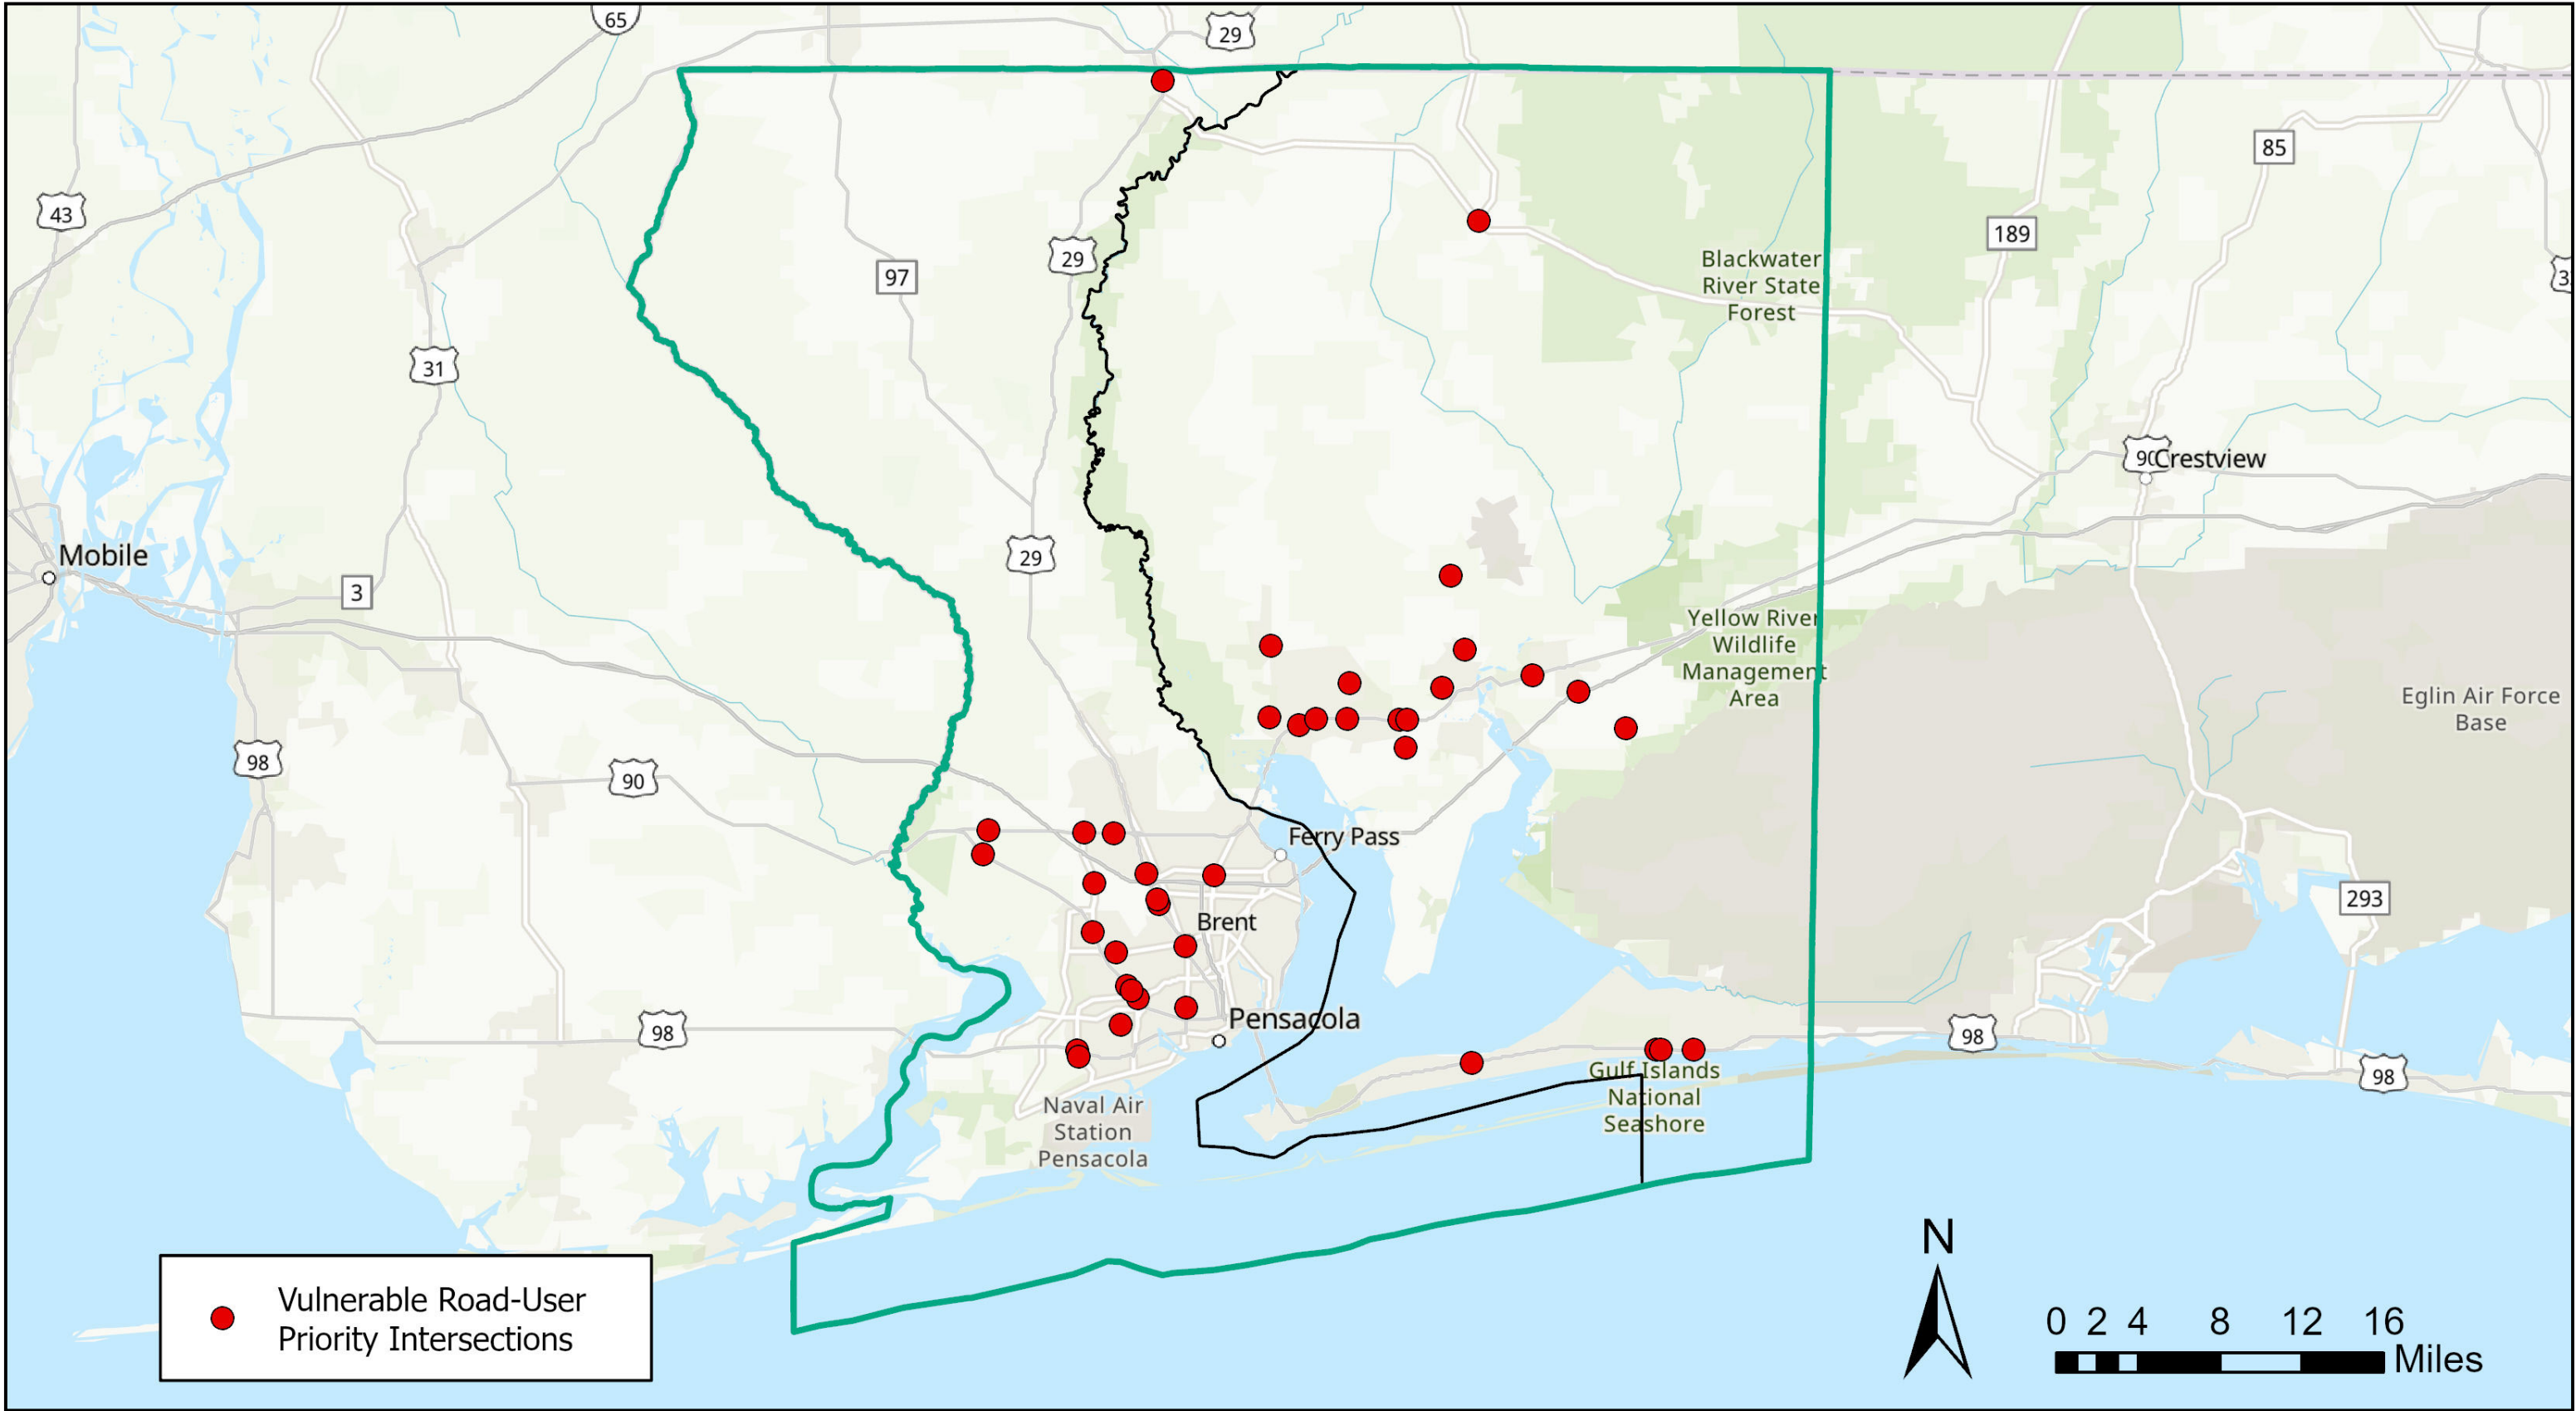 65
29
43
85
189
97
29
Blackwater
River State
Forest
31
90
Crestview
29
Mobile
3
Yellow River
Wildlife
Management
Area
Eglin Air Force
Base
98
90
Ferry Pass
293
Brent
98
Pensacola
98
98
Gulf Islands
National
Seashore
Naval Air
Station
Pensacola
N
Vulnerable Road-User
Priority Intersections
0 2 4 8 12 16
Miles